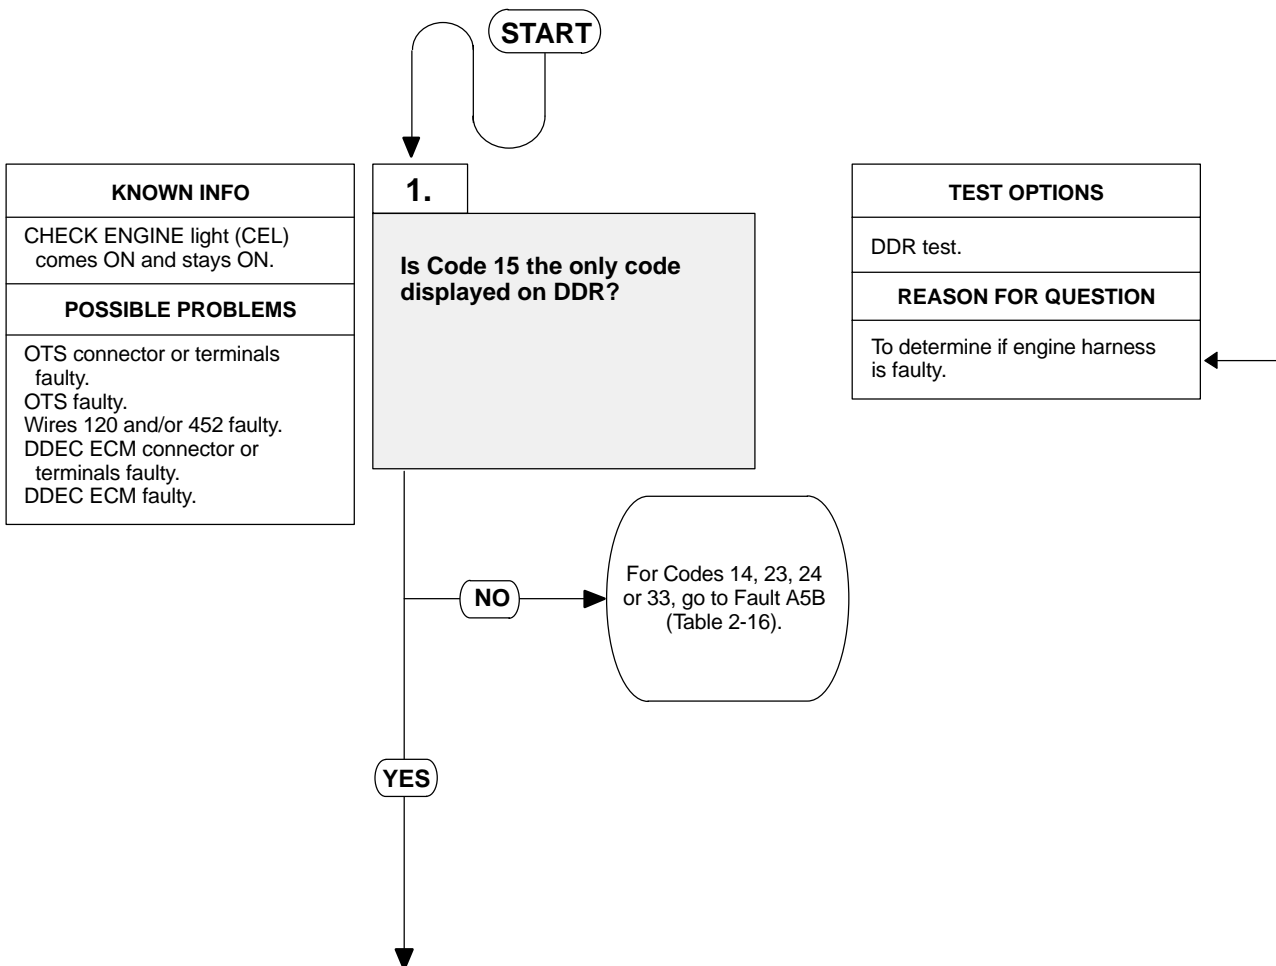 START
KNOWN INFO
CHECK ENGINE light (CEL)
comes ON and stays ON.
POSSIBLE PROBLEMS
OTS connector or terminals
faulty.
OTS faulty.
Wires 120 and/or 452 faulty.
DDEC ECM connector or
terminals faulty.
DDEC ECM faulty.
1.
Is Code 15 the only code
displayed on DDR?
TEST OPTIONS
DDR test.
REASON FOR QUESTION
To determine if engine harness
is faulty.
NO
For Codes 14, 23, 24
or 33, go to Fault A5B
(Table 2-16).
YES